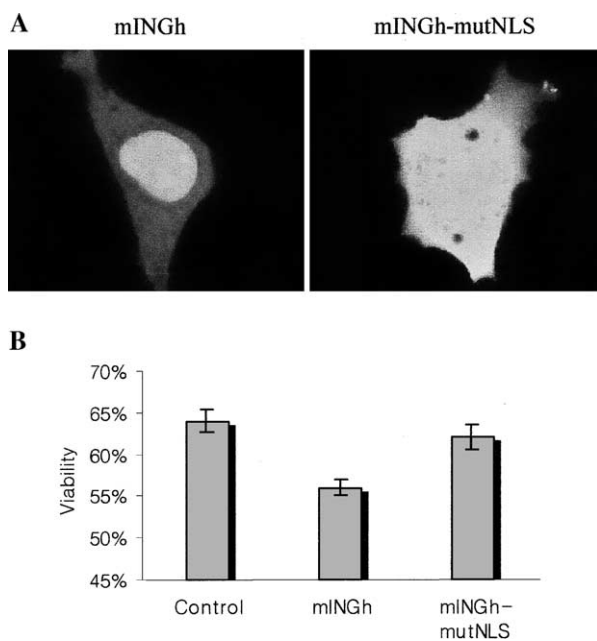 A
mINGh
mINGh-mutNLS
B
70%
65%
60%
55%
50%
45%
Viability
Control
mINGh
mINGh-
mutNLS